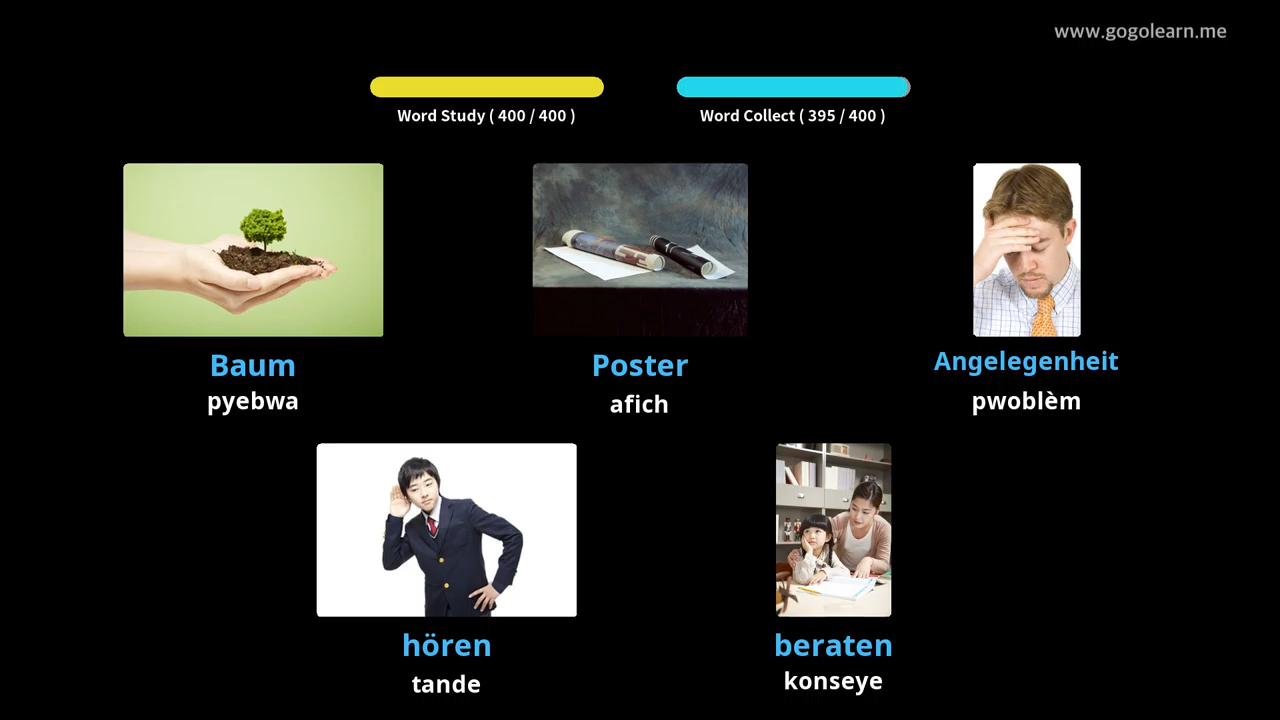 www.gogolearn.me
Word Study ( 400 / 400 )
Word Collect ( 395 / 400 )
Baum
pyebwa
Poster
afich
Angelegenheit
pwoblèm
hören
tande
beraten
konseye